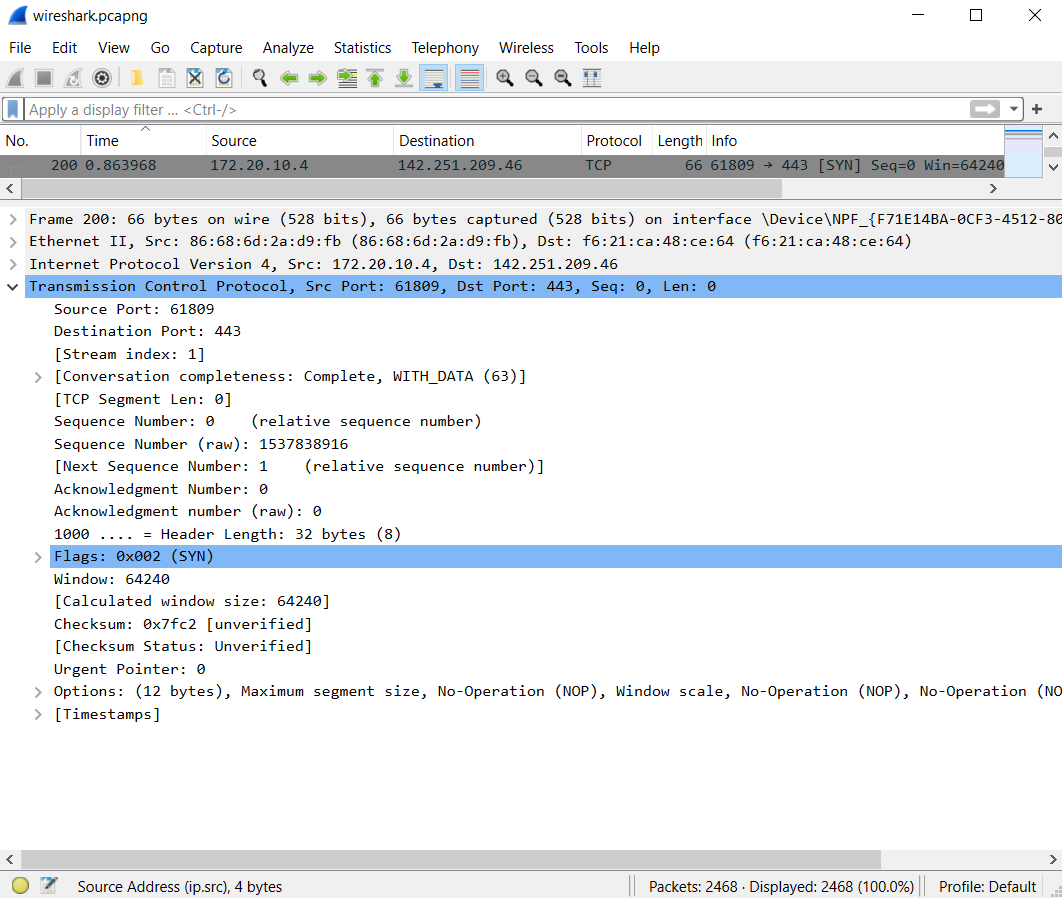 wireshark.pcapng
File Edit View Go Capture Analyze Statistics Telephony Wireless Tools Help
Apply a display filter ... <Ctrl-/>
No. Time Source Destination Protocol Length Info
200 0.863968 172.20.10.4 142.251.209.46 TCP 66 61809 → 443 [SYN] Seq=0 Win=64240
Frame 200: 66 bytes on wire (528 bits), 66 bytes captured (528 bits) on interface \Device\NPF_{F71E14BA-0CF3-4512-80
Ethernet II, Src: 86:68:6d:2a:d9:fb (86:68:6d:2a:d9:fb), Dst: f6:21:ca:48:ce:64 (f6:21:ca:48:ce:64)
Internet Protocol Version 4, Src: 172.20.10.4, Dst: 142.251.209.46
Transmission Control Protocol, Src Port: 61809, Dst Port: 443, Seq: 0, Len: 0
Source Port: 61809
Destination Port: 443
[Stream index: 1]
[Conversation completeness: Complete, WITH_DATA (63)]
[TCP Segment Len: 0]
Sequence Number: 0 (relative sequence number)
Sequence Number (raw): 1537838916
[Next Sequence Number: 1 (relative sequence number)]
Acknowledgment Number: 0
Acknowledgment number (raw): 0
1000 .... = Header Length: 32 bytes (8)
Flags: 0x002 (SYN)
Window: 64240
[Calculated window size: 64240]
Checksum: 0x7fc2 [unverified]
[Checksum Status: Unverified]
Urgent Pointer: 0
Options: (12 bytes), Maximum segment size, No-Operation (NOP), Window scale, No-Operation (NOP), No-Operation (NO
[Timestamps]
Source Address (ip.src), 4 bytes Packets: 2468 · Displayed: 2468 (100.0%) Profile: Default